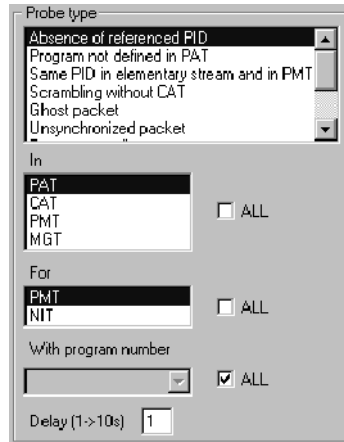 Probe type
Absence of referenced PID
Program not defined in PAT
Same PID in elementary stream and in PMT
Scrambling without CAT
Ghost packet
Unsynchronized packet
In
PAT
CAT
PMT
MGT
ALL
For
PMT
NIT
ALL
With program number
ALL
Delay (1->10s) 1